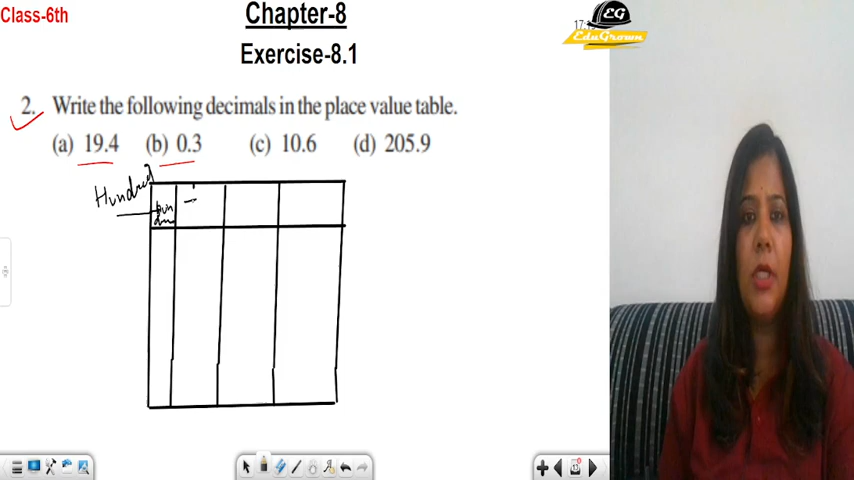 Class-6th
Chapter-8
EG
EduGrown
Exercise-8.1
2. Write the following decimals in the place value table.
(a) 19.4 (b) 0.3 (c) 10.6 (d) 205.9
Hundred